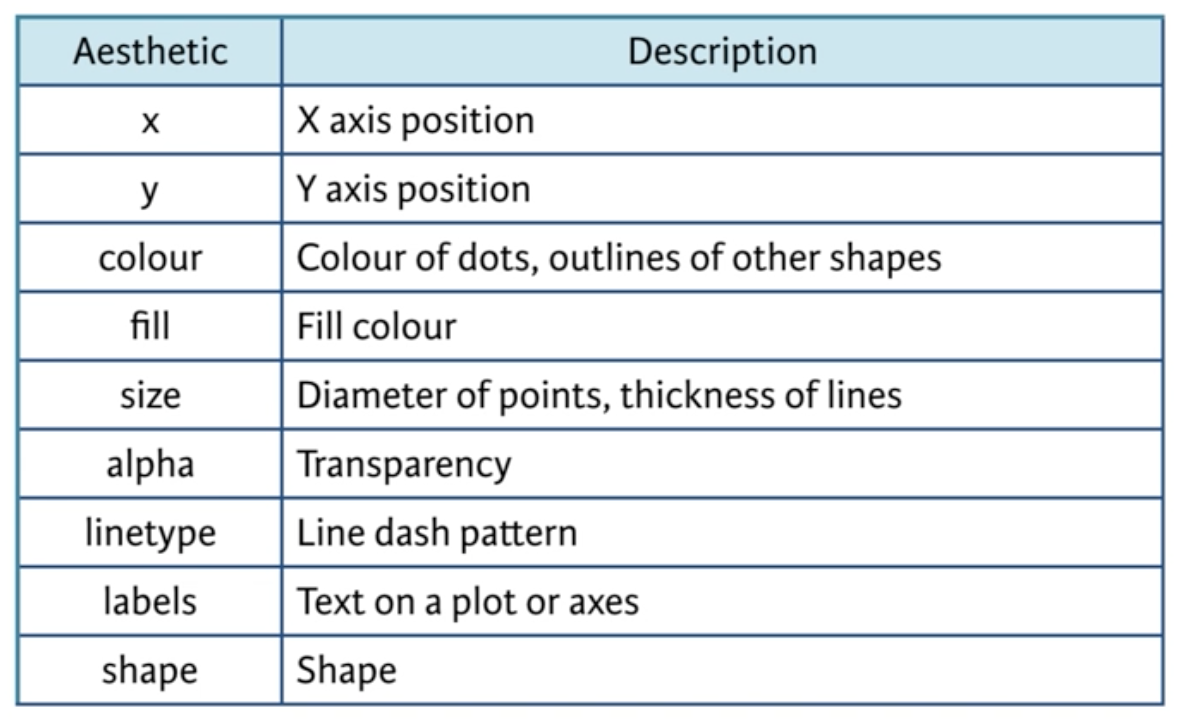 Aesthetic Description
x X axis position
y Y axis position
colour Colour of dots, outlines of other shapes
fill Fill colour
size Diameter of points, thickness of lines
alpha Transparency
linetype Line dash pattern
labels Text on a plot or axes
shape Shape